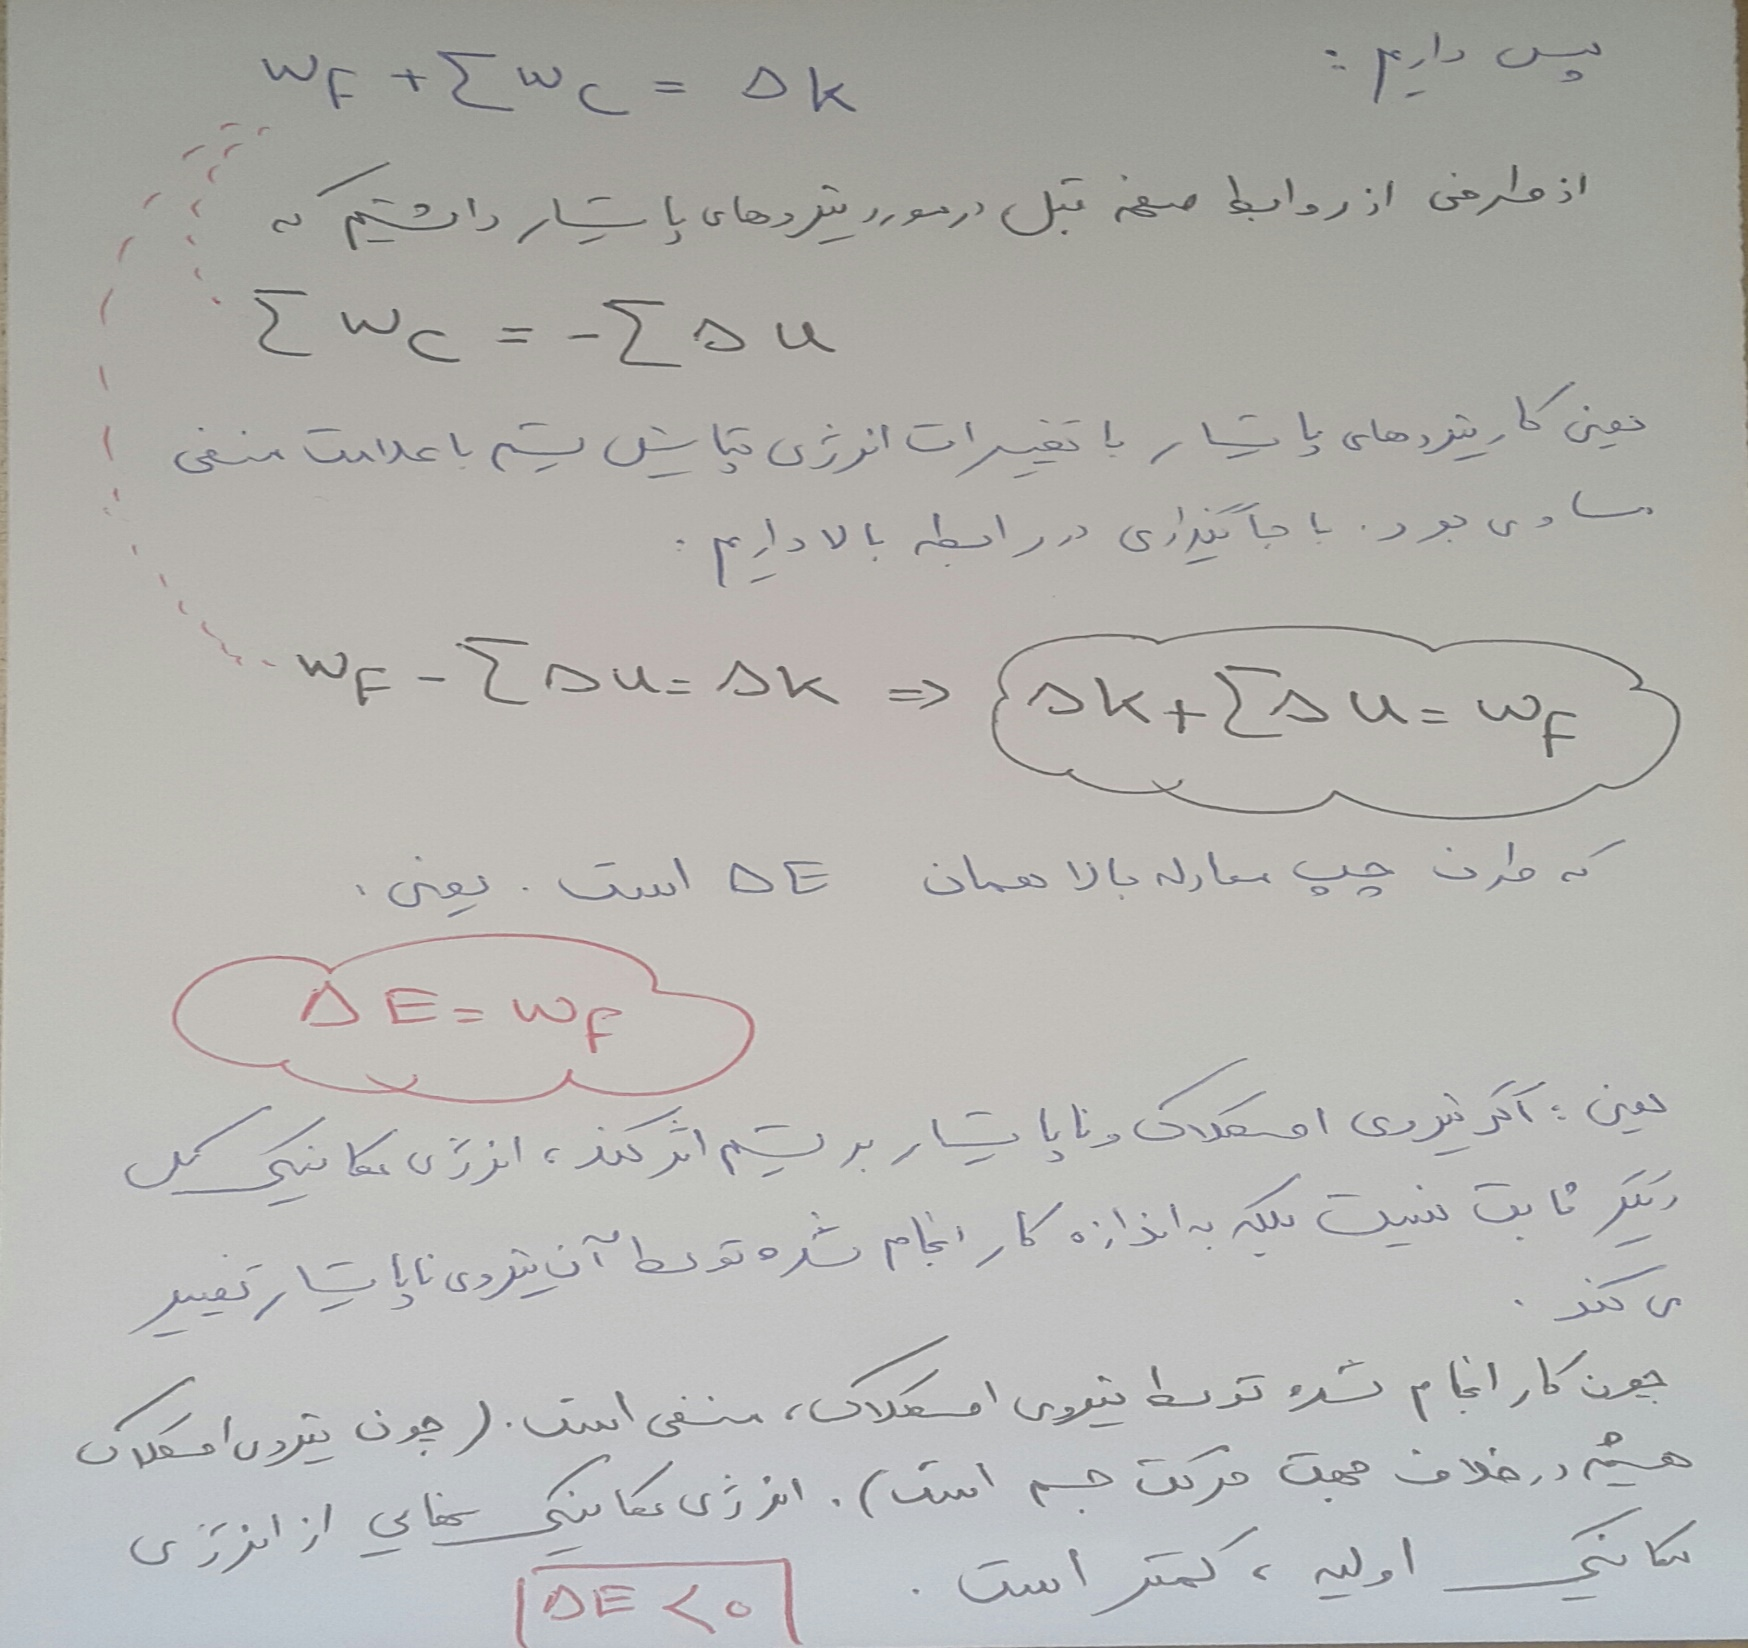 پس داریم :
W_F + Σ W_C = ΔK
از طرفی از روابط صفحه قبل در مورد نیروهای پایستار داشتیم که
Σ W_C = - Σ ΔU
یعنی کار نیروهای پایستار با تغییرات انرژی پتانسیل سیستم با علامت منفی
مساوی بود. با جاگذاری در رابطه بالا داریم :
W_F - Σ ΔU = ΔK ⇒ ΔK + Σ ΔU = W_F
که طرف چپ معادله بالا همان ΔE است . یعنی :
ΔE = W_F
یعنی : اگر نیروی اصطکاک و ناپایستار بر سیستم اثر کند ، انرژی مکانیکی کل
دیگر ثابت نیست بلکه به اندازه کار انجام شده توسط آن نیروی ناپایستار تغییر
می کند .
چون کار انجام شده توسط نیروی اصطکاک ، منفی است . ( چون نیروی اصطکاک
همیشه در خلاف جهت حرکت جسم است ) . انرژی مکانیکی نهایی از انرژی
مکانیکی اولیه ، کمتر است .
ΔE < 0